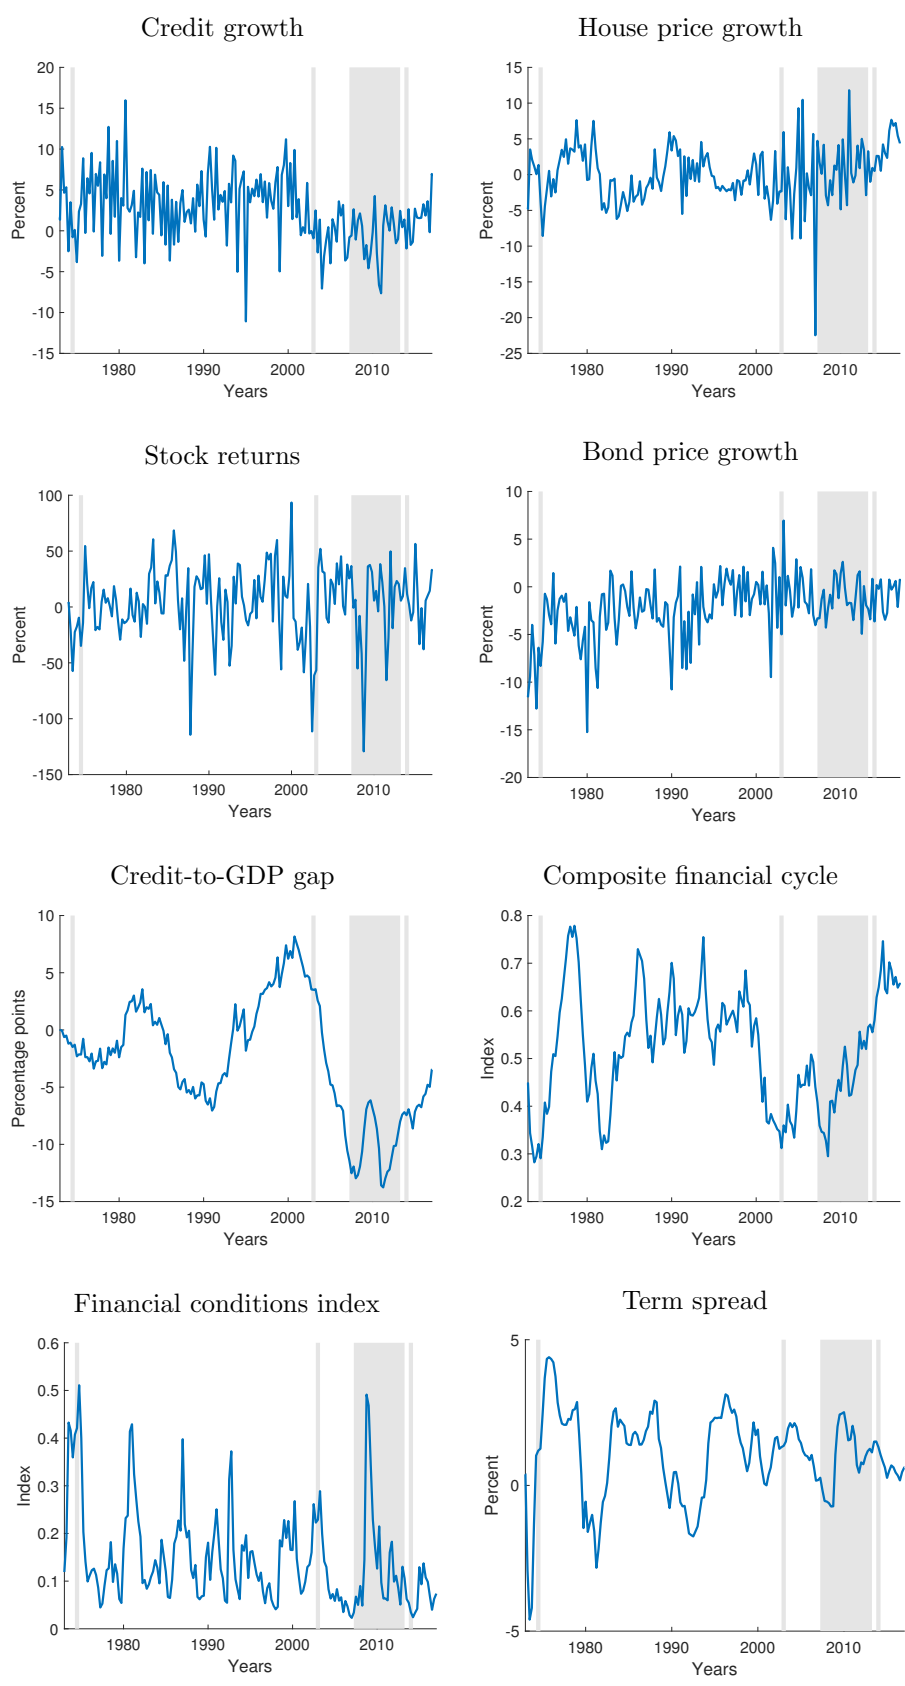 Credit growth
House price growth
20
15
10
5
0
-5
-10
-15
Percent
1980 1990 2000 2010
Years
15
10
5
0
-5
-10
-15
-20
-25
Percent
1980 1990 2000 2010
Years
Stock returns
Bond price growth
100
50
0
-50
-100
-150
Percent
1980 1990 2000 2010
Years
10
5
0
-5
-10
-15
-20
Percent
1980 1990 2000 2010
Years
Credit-to-GDP gap
Composite financial cycle
10
5
0
-5
-10
-15
Percentage points
1980 1990 2000 2010
Years
0.8
0.7
0.6
0.5
0.4
0.3
0.2
Index
1980 1990 2000 2010
Years
Financial conditions index
Term spread
0.6
0.5
0.4
0.3
0.2
0.1
0
Index
1980 1990 2000 2010
Years
5
0
-5
Percent
1980 1990 2000 2010
Years